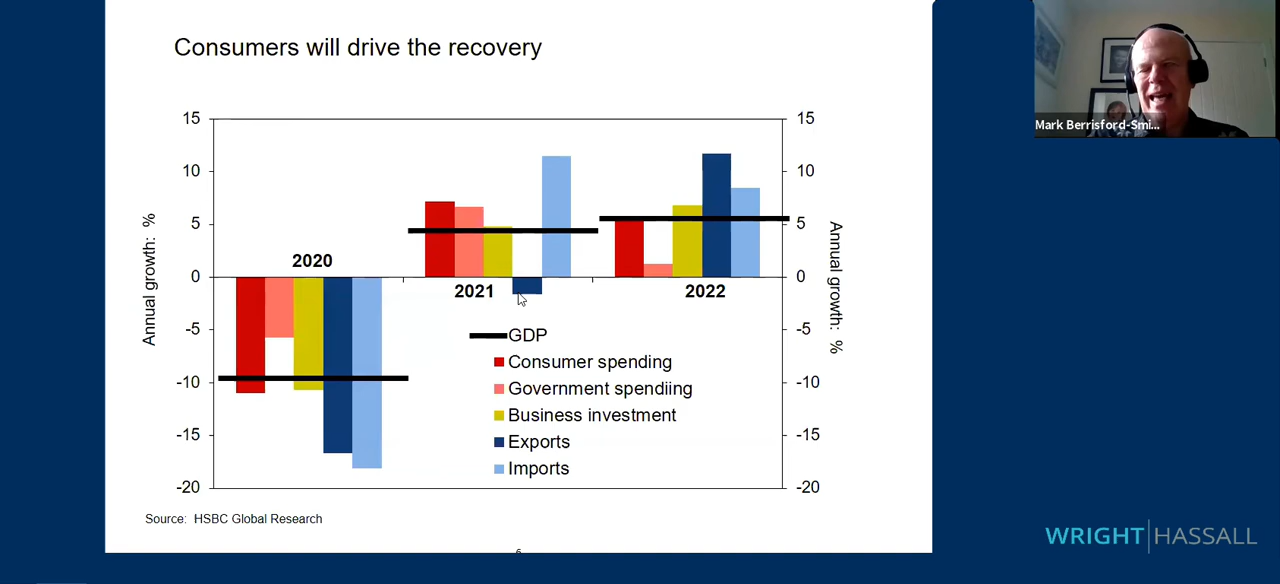 Consumers will drive the recovery
Mark Berrisford-Smi...
15
10
5
0
-5
-10
-15
-20
Annual growth: %
2020
2021
2022
GDP
Consumer spending
Government spendiing
Business investment
Exports
Imports
15
10
5
0
-5
-10
-15
-20
Annual growth: %
Source: HSBC Global Research
WRIGHT HASSALL